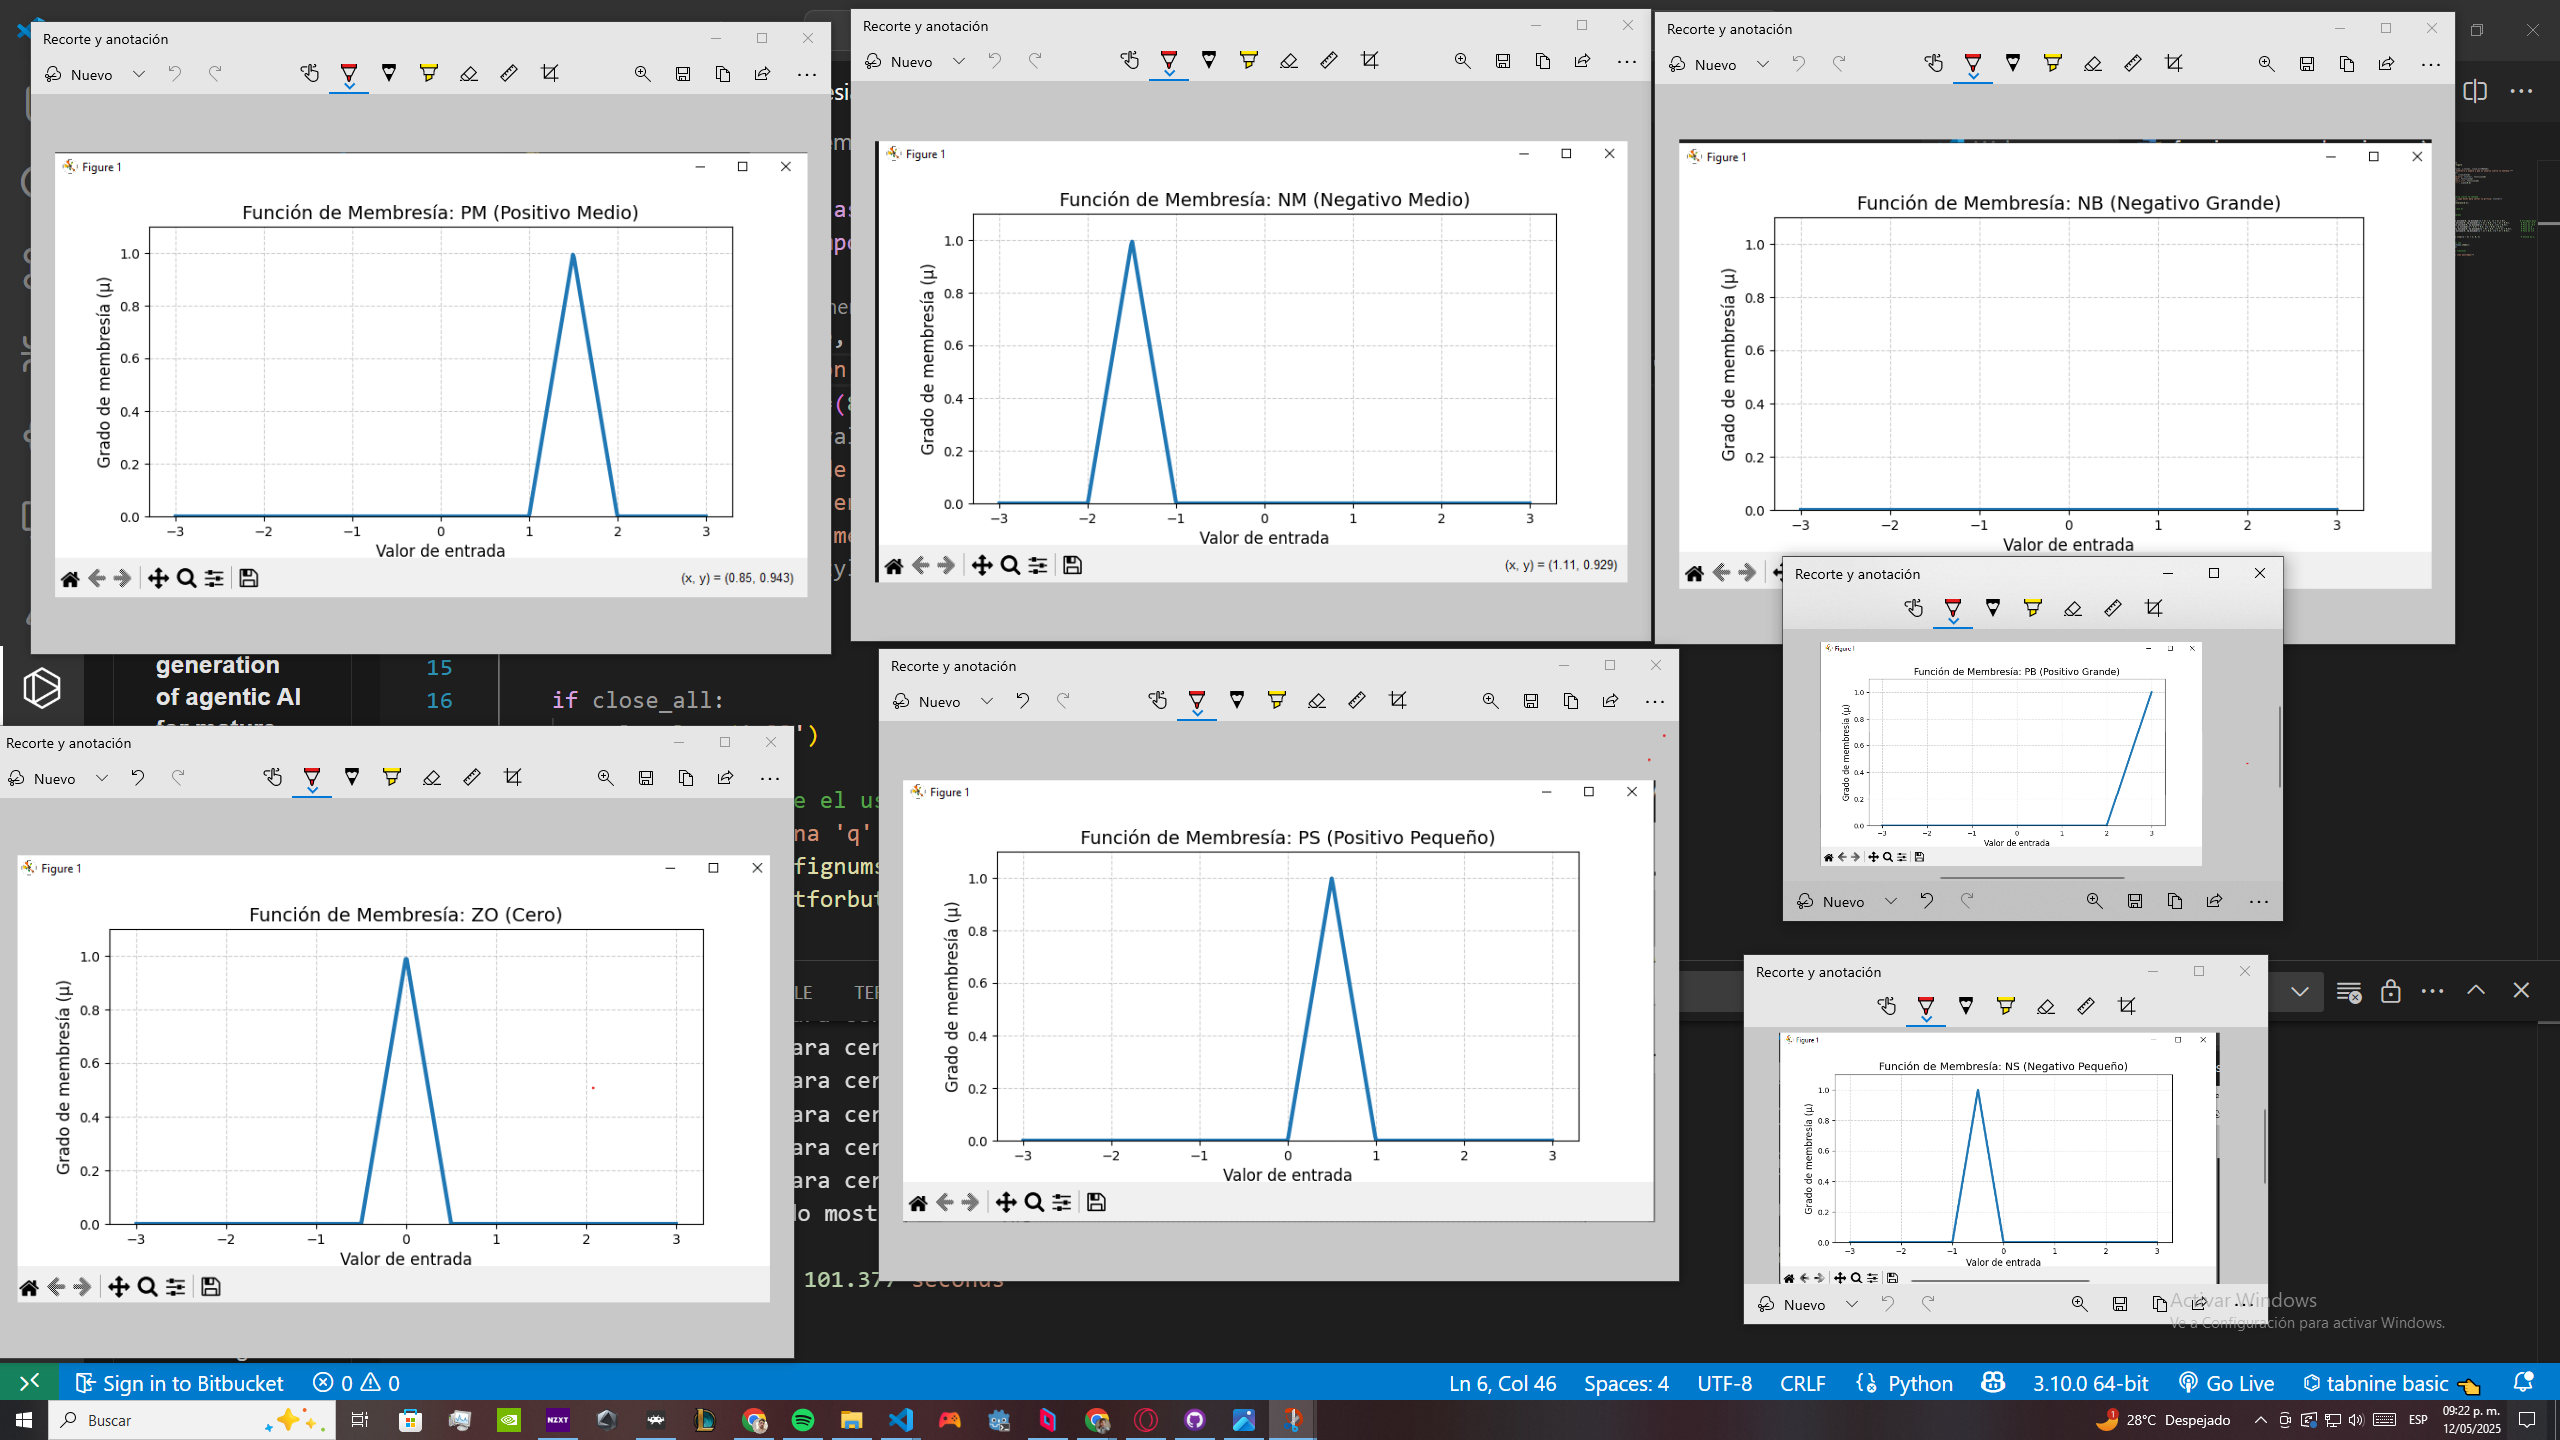 Recorte y anotación
Nuevo
Figure 1
Función de Membresía: PM (Positivo Medio)
Grado de membresía (μ)
1.0
0.8
0.6
0.4
0.2
0.0
−3 −2 −1 0 1 2 3
Valor de entrada
(x, y) = (0.85, 0.943)
Recorte y anotación
Nuevo
Figure 1
Función de Membresía: NM (Negativo Medio)
Grado de membresía (μ)
1.0
0.8
0.6
0.4
0.2
0.0
−3 −2 −1 0 1 2 3
Valor de entrada
(x, y) = (1.11, 0.929)
Recorte y anotación
Nuevo
Figure 1
Función de Membresía: NB (Negativo Grande)
Grado de membresía (μ)
1.0
0.8
0.6
0.4
0.2
0.0
−3 −2 −1 0 1 2 3
Valor de entrada
Recorte y anotación
Figure 1
Función de Membresía: PB (Positivo Grande)
Grado de membresía (μ)
1.0
0.8
0.6
0.4
0.2
0.0
−3 −2 −1 0 1 2 3
Valor de entrada
Nuevo
generation
of agentic AI
15
16
if close_all:
')
e el us
na 'q'
fignums
tforbut
Recorte y anotación
Nuevo
Figure 1
Función de Membresía: ZO (Cero)
Grado de membresía (μ)
1.0
0.8
0.6
0.4
0.2
0.0
−3 −2 −1 0 1 2 3
Valor de entrada
Recorte y anotación
Nuevo
Figure 1
Función de Membresía: PS (Positivo Pequeño)
Grado de membresía (μ)
1.0
0.8
0.6
0.4
0.2
0.0
−3 −2 −1 0 1 2 3
Valor de entrada
Recorte y anotación
Figure 1
Función de Membresía: NS (Negativo Pequeño)
Grado de membresía (μ)
1.0
0.8
0.6
0.4
0.2
0.0
−3 −2 −1 0 1 2 3
Valor de entrada
Nuevo
LE TER
ara cer
ara cer
ara cer
ara cer
ara cer
lo most
101.377 seconds
Activar Windows
Ve a Configuración para activar Windows.
Sign in to Bitbucket 0 0
Ln 6, Col 46 Spaces: 4 UTF-8 CRLF Python 3.10.0 64-bit Go Live tabnine basic
Buscar
NZXT
28°C Despejado ESP
09:22 p. m.
12/05/2025